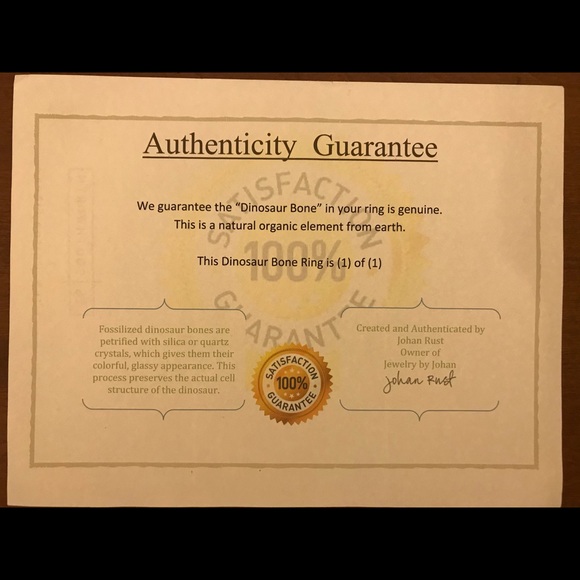 Authenticity Guarantee
We guarantee the “Dinosaur Bone” in your ring is genuine.
This is a natural organic element from earth.
This Dinosaur Bone Ring is (1) of (1)
SATISFACTION
100%
GUARANTEE
Fossilized dinosaur bones are
petrified with silica or quartz
crystals, which gives them their
colorful, glassy appearance. This
process preserves the actual cell
structure of the dinosaur.
SATISFACTION
100%
GUARANTEE
Created and Authenticated by
Johan Rust
Owner of
Jewelry by Johan
Johan Rust